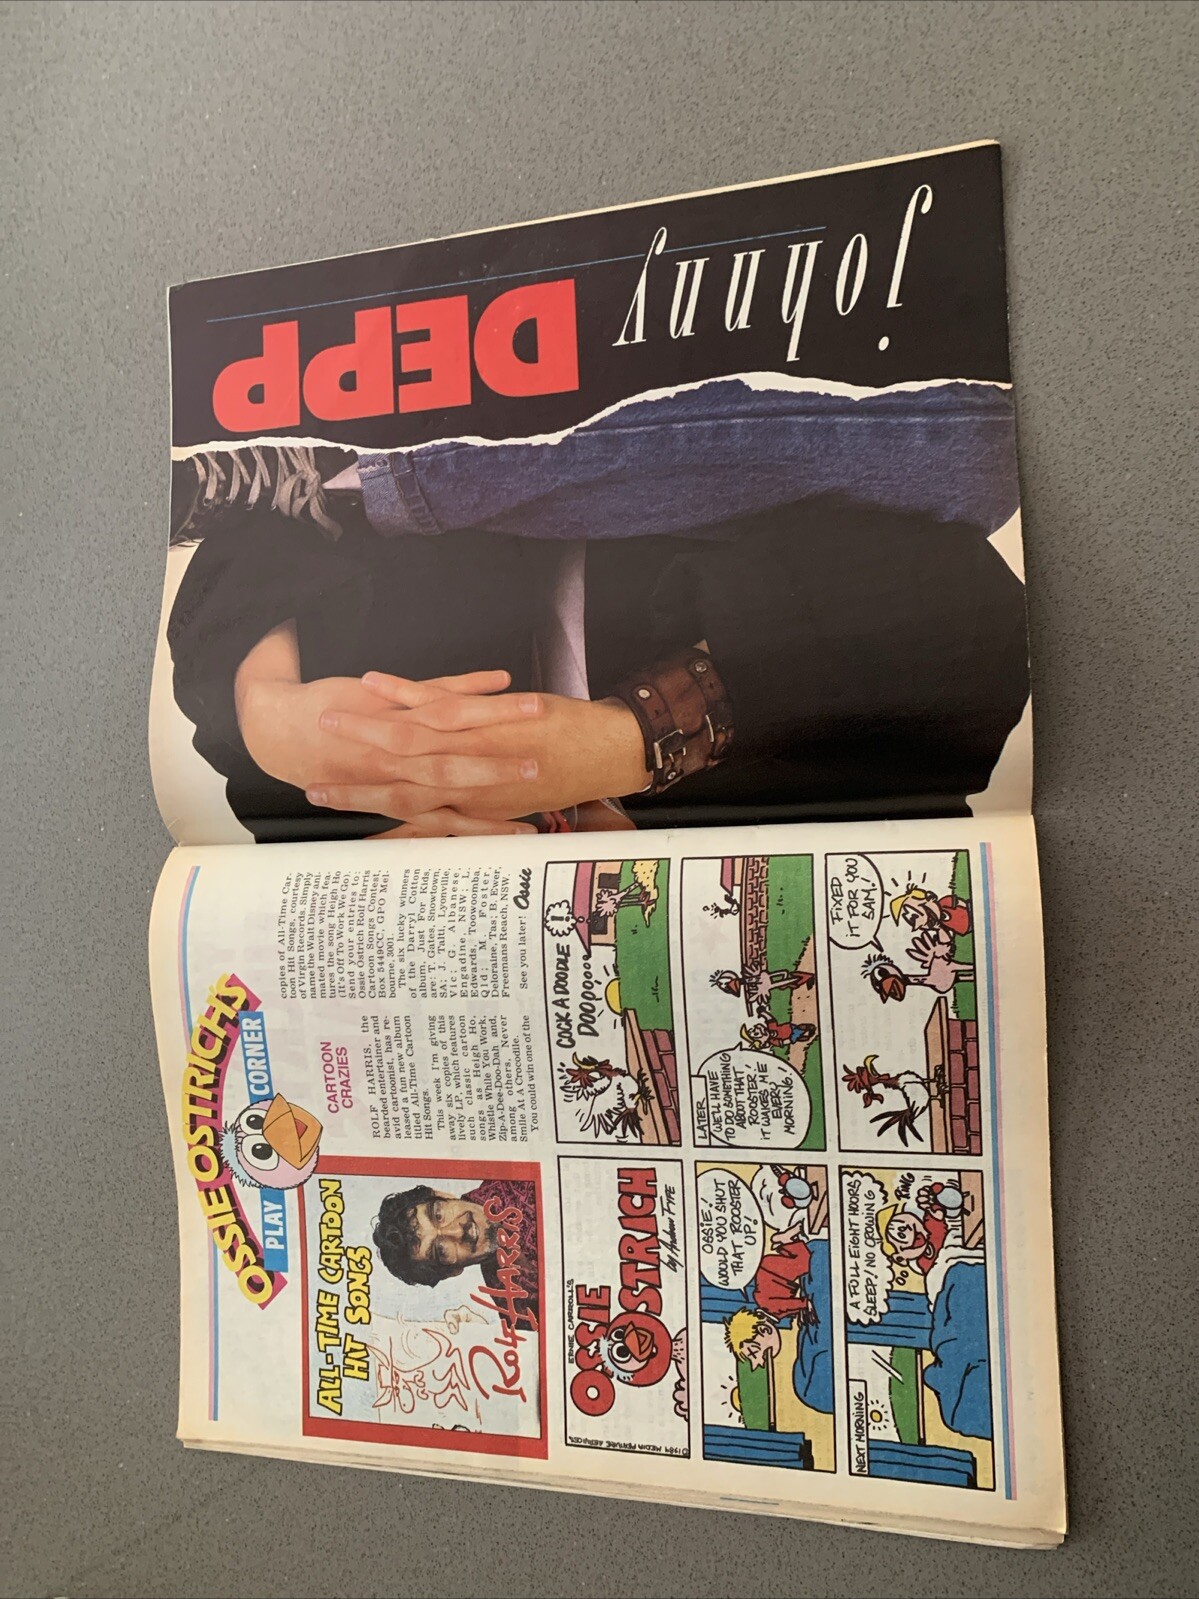 OSSIE OSTRICH'S
PLAY CORNER
ALL-TIME CARTOON
HIT SONGS
ROLF HARRIS
CARTOON
CRAZIES
ROLF HARRIS, the
bearded entertainer and
avid cartoonist, has re-
leased a fun new album
titled All-Time Cartoon
Hit Songs.
This week I'm giving
away six copies of this
lively LP, which features
such classic cartoon
songs as Heigh Ho,
Whistle While You Work,
Zip-A-Dee-Doo-Dah and,
among others, Never
Smile At A Crocodile.
You could win one of the
copies of All-Time Car-
toon Hit Songs, courtesy
of Virgin Records. Simply
name the Walt Disney ani-
mated movie which fea-
tures the song Heigh Ho
(It's Off To Work We Go).
Send your entries to:
Ossie Ostrich Rolf Harris
Cartoon Songs Contest,
Box 5449CC, GPO Mel-
bourne, 3001.
The six lucky winners
of the Darryl Cotton
album, Just For Kids,
are: T. Gates, Snowtown,
SA; J. Taiti, Lyonville,
Vic; G. Albanese,
Engadine, NSW; L.
Edwards, Toowoomba,
Qld; M. Foster,
Deloraine, Tas; B. Ewer,
Freemans Reach, NSW.
See you later! Ossie
ERNIE CARROLL'S
OSSIE
OSTRICH
by Andrew Fyfe
©1989 MEDIA FEATURE SERVICES
COCK A DOODLE
DOOOOOOO
!
OSSIE!
WOULD YOU SHUT
THAT ROOSTER
UP?
LATER
WE'LL HAVE
TO DO SOMETHING
ABOUT THAT
ROOSTER!
IT WAKES ME
EVERY
MORNING!
NEXT MORNING
A FULL EIGHT HOURS
SLEEP! NO CROWING
RING
FIXED
IT FOR YOU
SAM.
johnny
DEPP